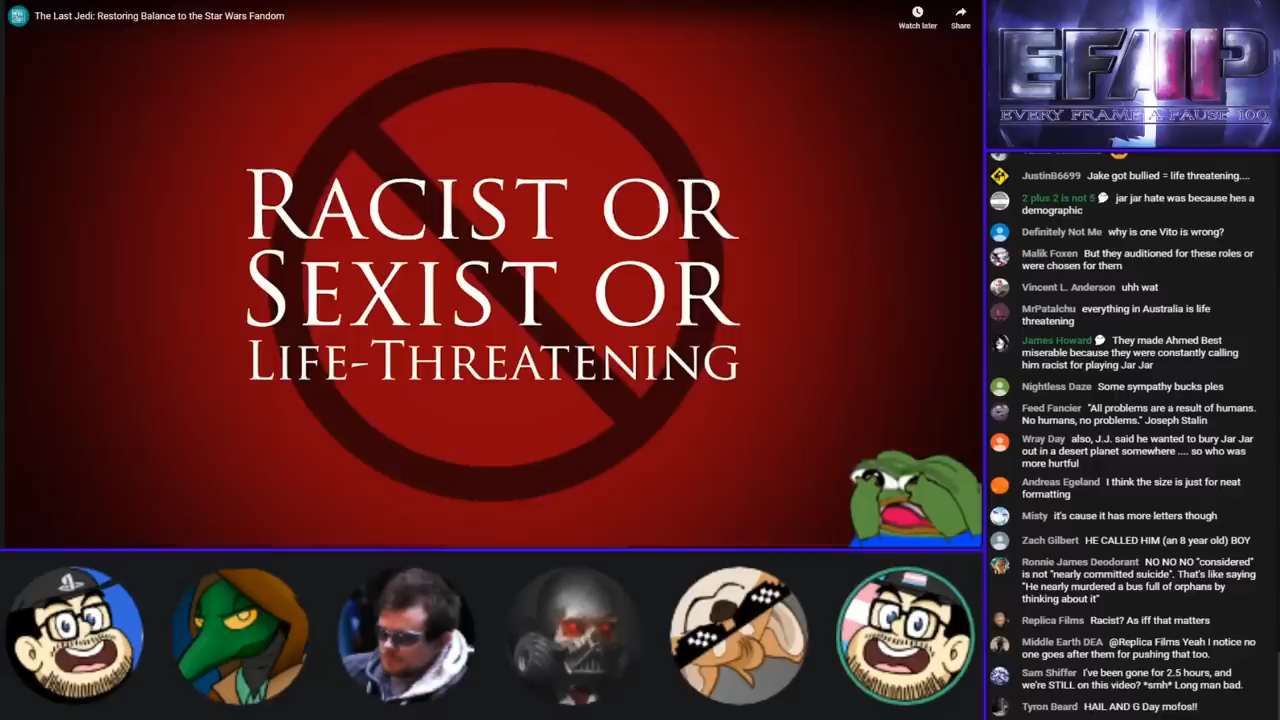 The Last Jedi: Restoring Balance to the Star Wars Fandom
Watch later
Share
RACIST OR
SEXIST OR
LIFE-THREATENING
EFAP
EVERY FRAME A PAUSE 100
JustinB6699 Jake got bullied = life threatening....
2 plus 2 is not 5 jar jar hate was because hes a
demographic
Definitely Not Me why is one Vito is wrong?
Malik Foxen But they auditioned for these roles or
were chosen for them
Vincent L. Anderson uhh wat
MrPatalchu everything in Australia is life
threatening
James Howard They made Ahmed Best
miserable because they were constantly calling
him racist for playing Jar Jar
Nightless Daze Some sympathy bucks ples
Feed Fancier "All problems are a result of humans.
No humans, no problems." Joseph Stalin
Wray Day also, J.J. said he wanted to bury Jar Jar
out in a desert planet somewhere .... so who was
more hurtful
Andreas Egeland I think the size is just for neat
formatting
Misty it's cause it has more letters though
Zach Gilbert HE CALLED HIM (an 8 year old) BOY
Ronnie James Deodorant NO NO NO "considered"
is not "nearly committed suicide". That's like saying
"He nearly murdered a bus full of orphans by
thinking about it"
Replica Films Racist? As iff that matters
Middle Earth DEA @Replica Films Yeah I notice no
one goes after them for pushing that too.
Sam Shiffer I've been gone for 2.5 hours, and
we're STILL on this video? *smh* Long man bad.
Tyron Beard HAIL AND G Day mofos!!